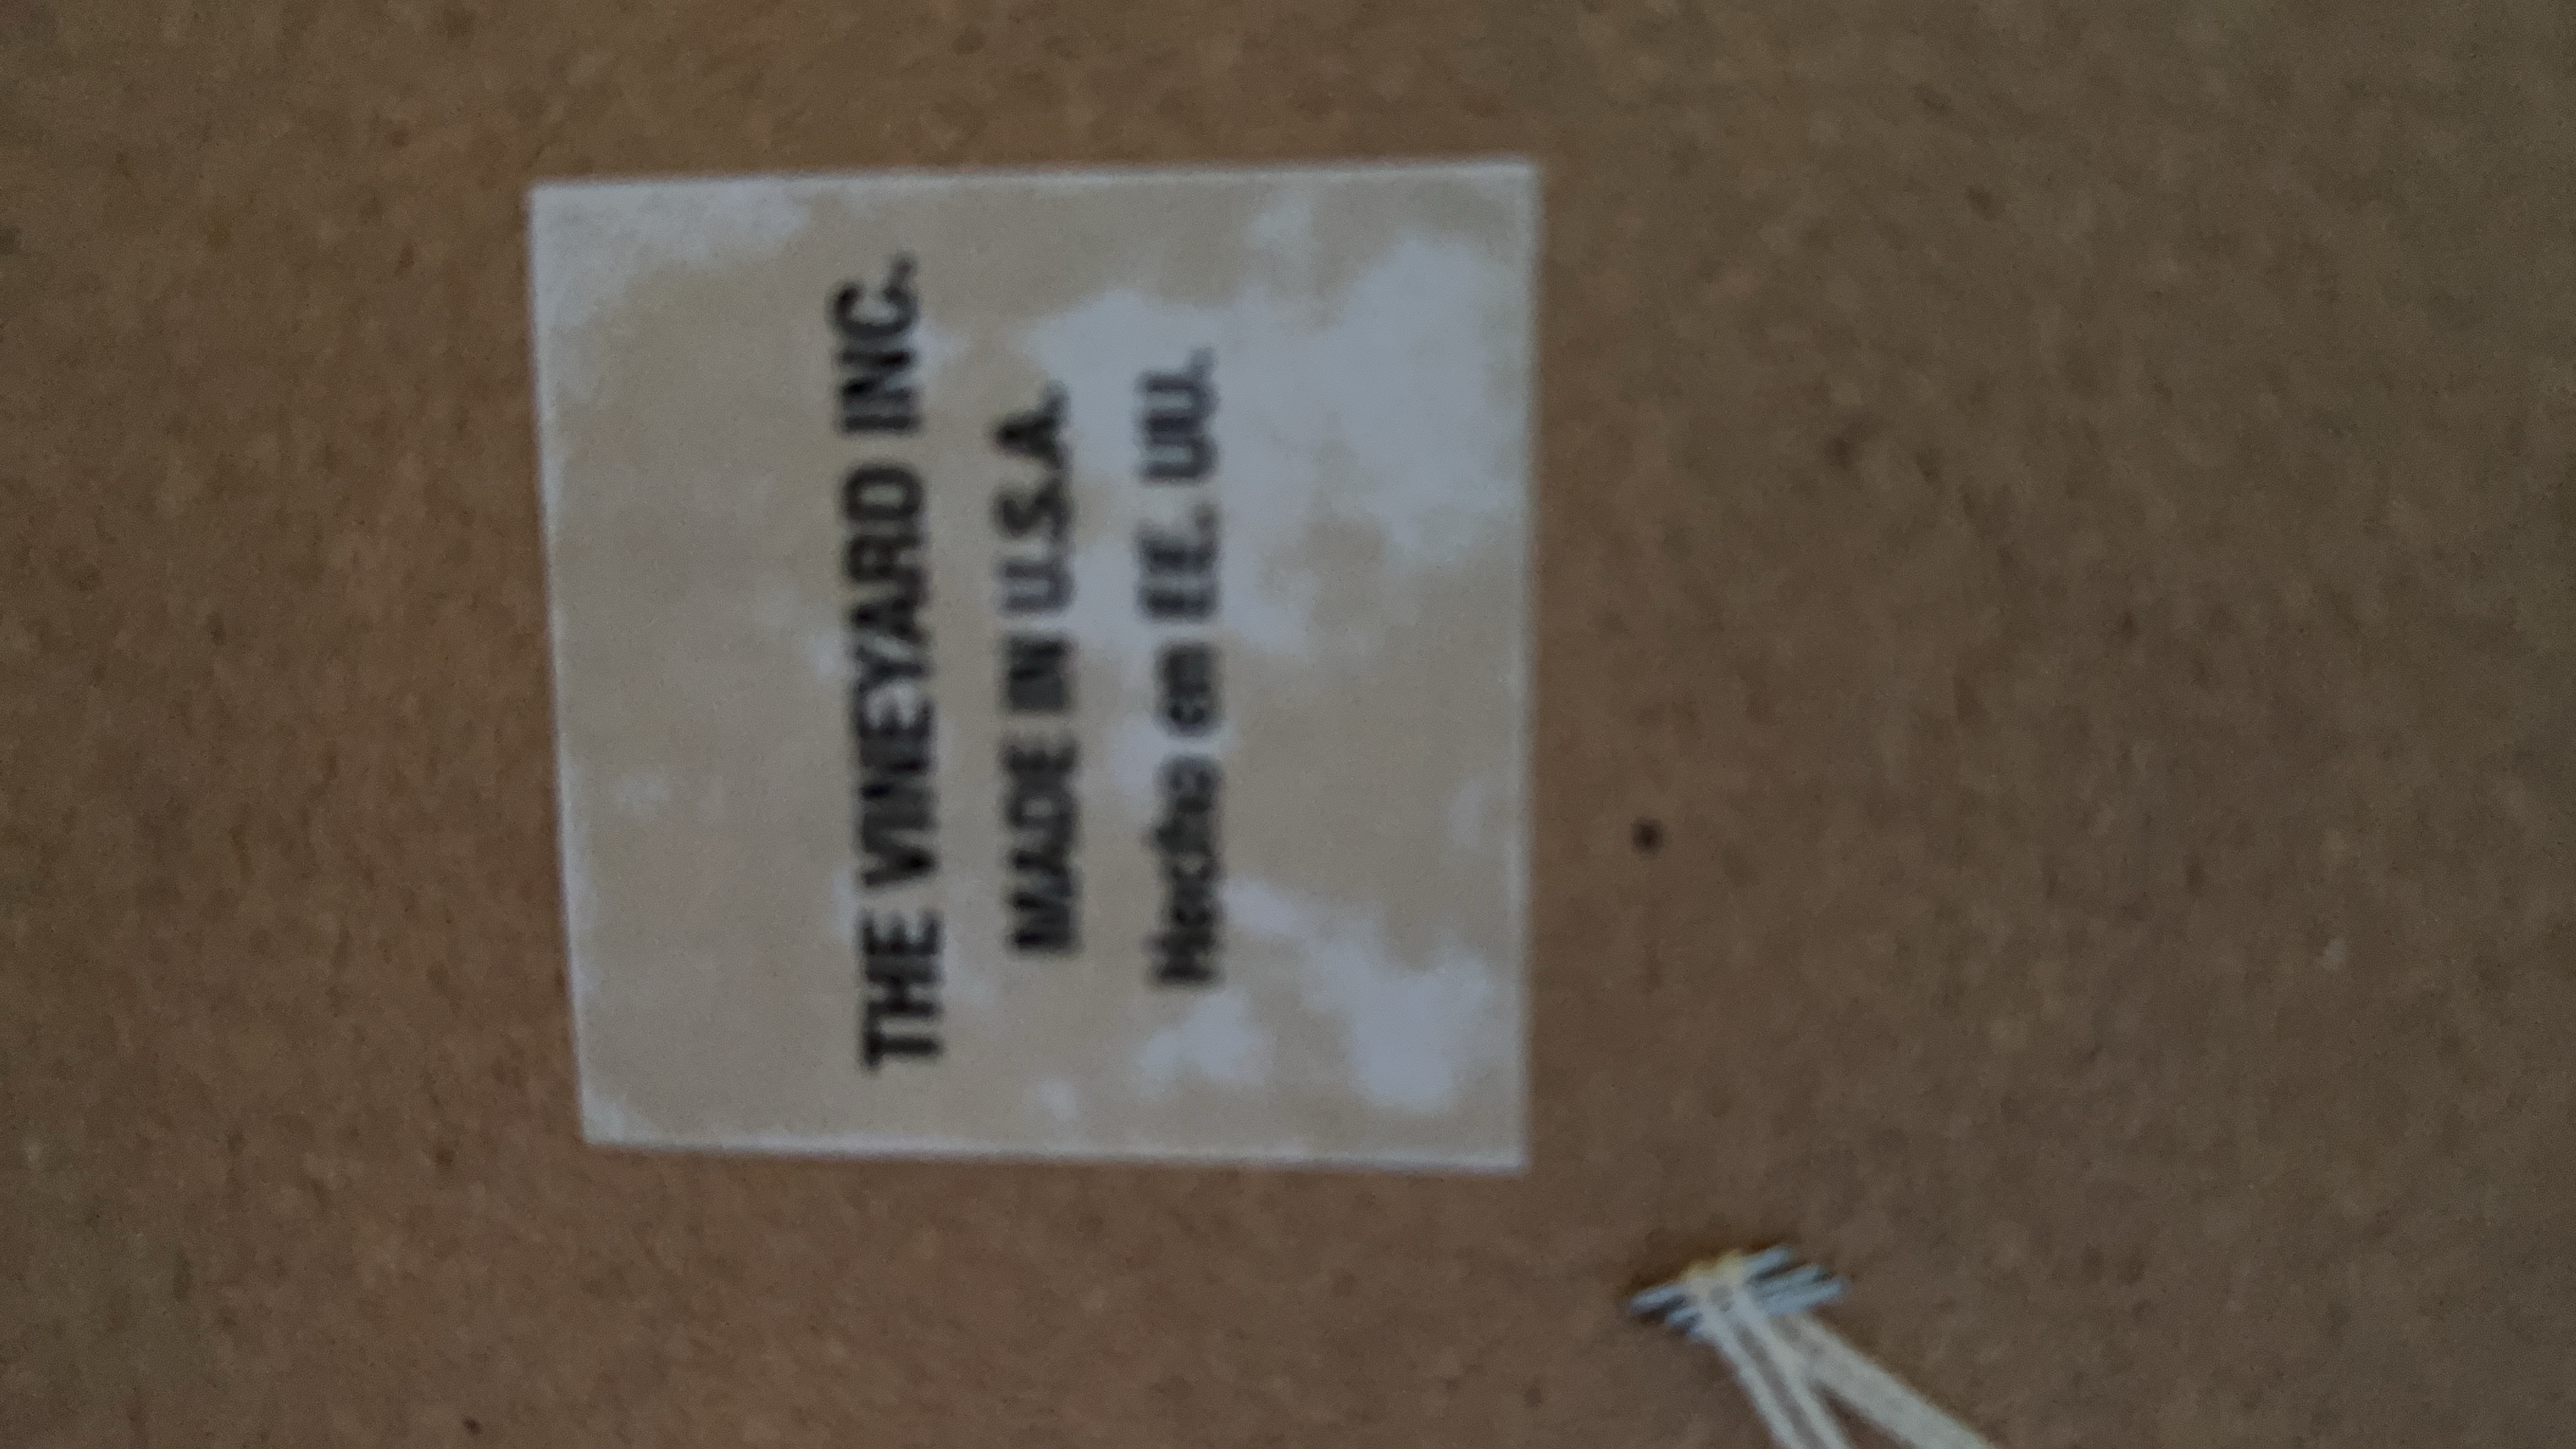 THE VINEYARD INC.
MADE IN U.S.A.
Hecho en EE. UU.